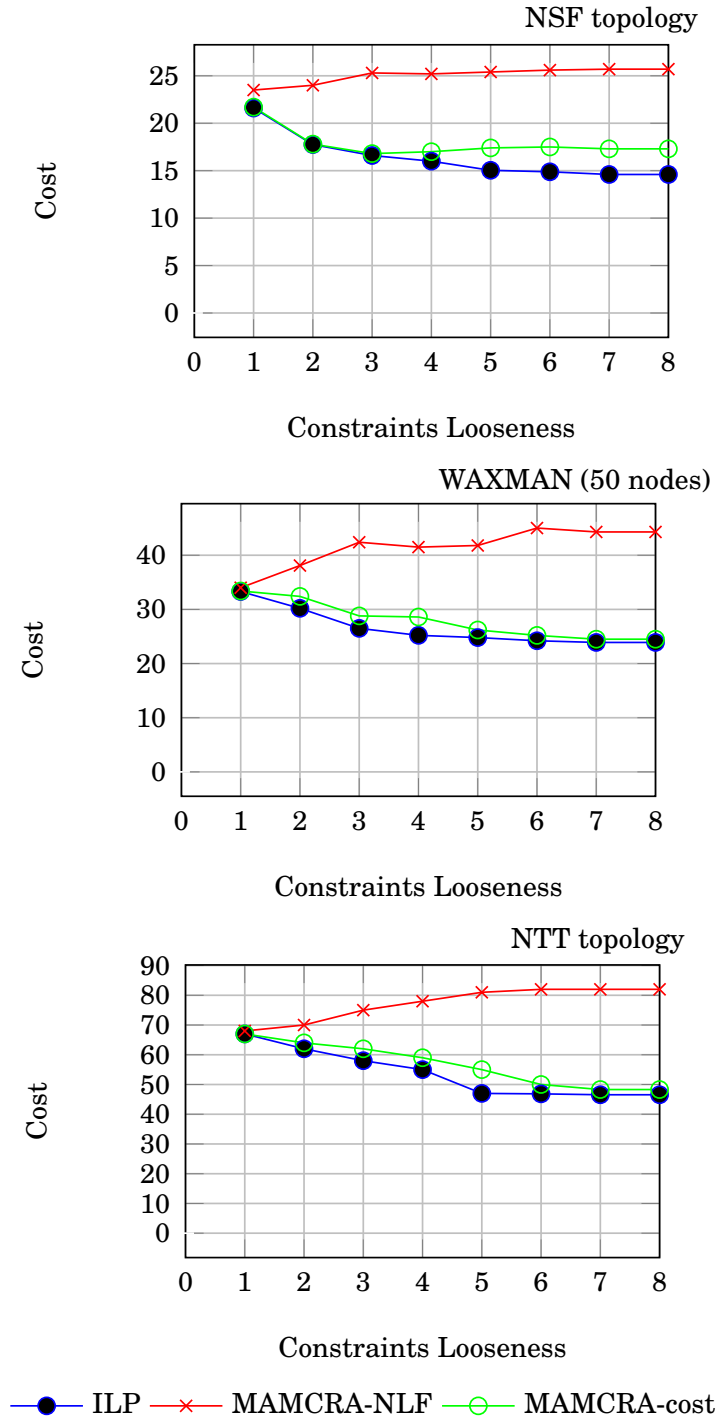 NSF topology
25
20
15
10
5
0
Cost
0 1 2 3 4 5 6 7 8
Constraints Looseness
WAXMAN (50 nodes)
40
30
20
10
0
Cost
0 1 2 3 4 5 6 7 8
Constraints Looseness
NTT topology
90
80
70
60
50
40
30
20
10
0
Cost
0 1 2 3 4 5 6 7 8
Constraints Looseness
ILP MAMCRA-NLF MAMCRA-cost